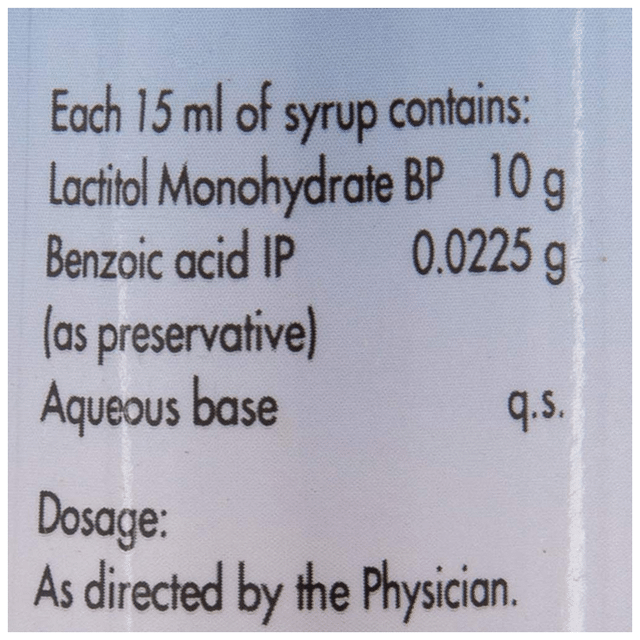 Each 15 ml of syrup contains:
Lactitol Monohydrate BP 10 g
Benzoic acid IP 0.0225 g
(as preservative)
Aqueous base q.s.
Dosage:
As directed by the Physician.